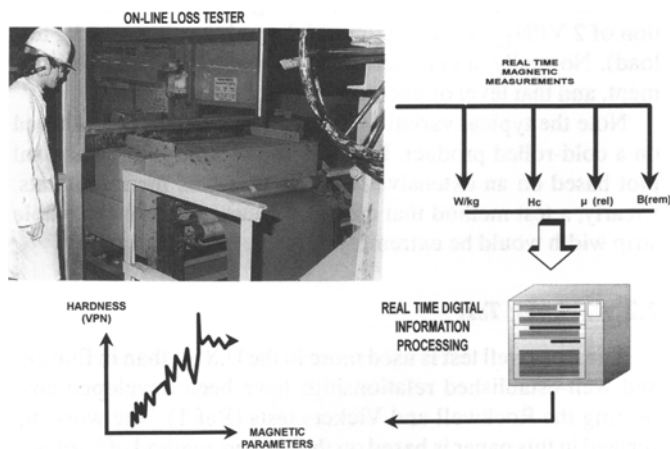 ON-LINE LOSS TESTER
REAL TIME
MAGNETIC
MEASUREMENTS
W/kg Hc μ (rel) B(rem)
HARDNESS
(VPN)
REAL TIME DIGITAL
INFORMATION
PROCESSING
MAGNETIC
PARAMETERS